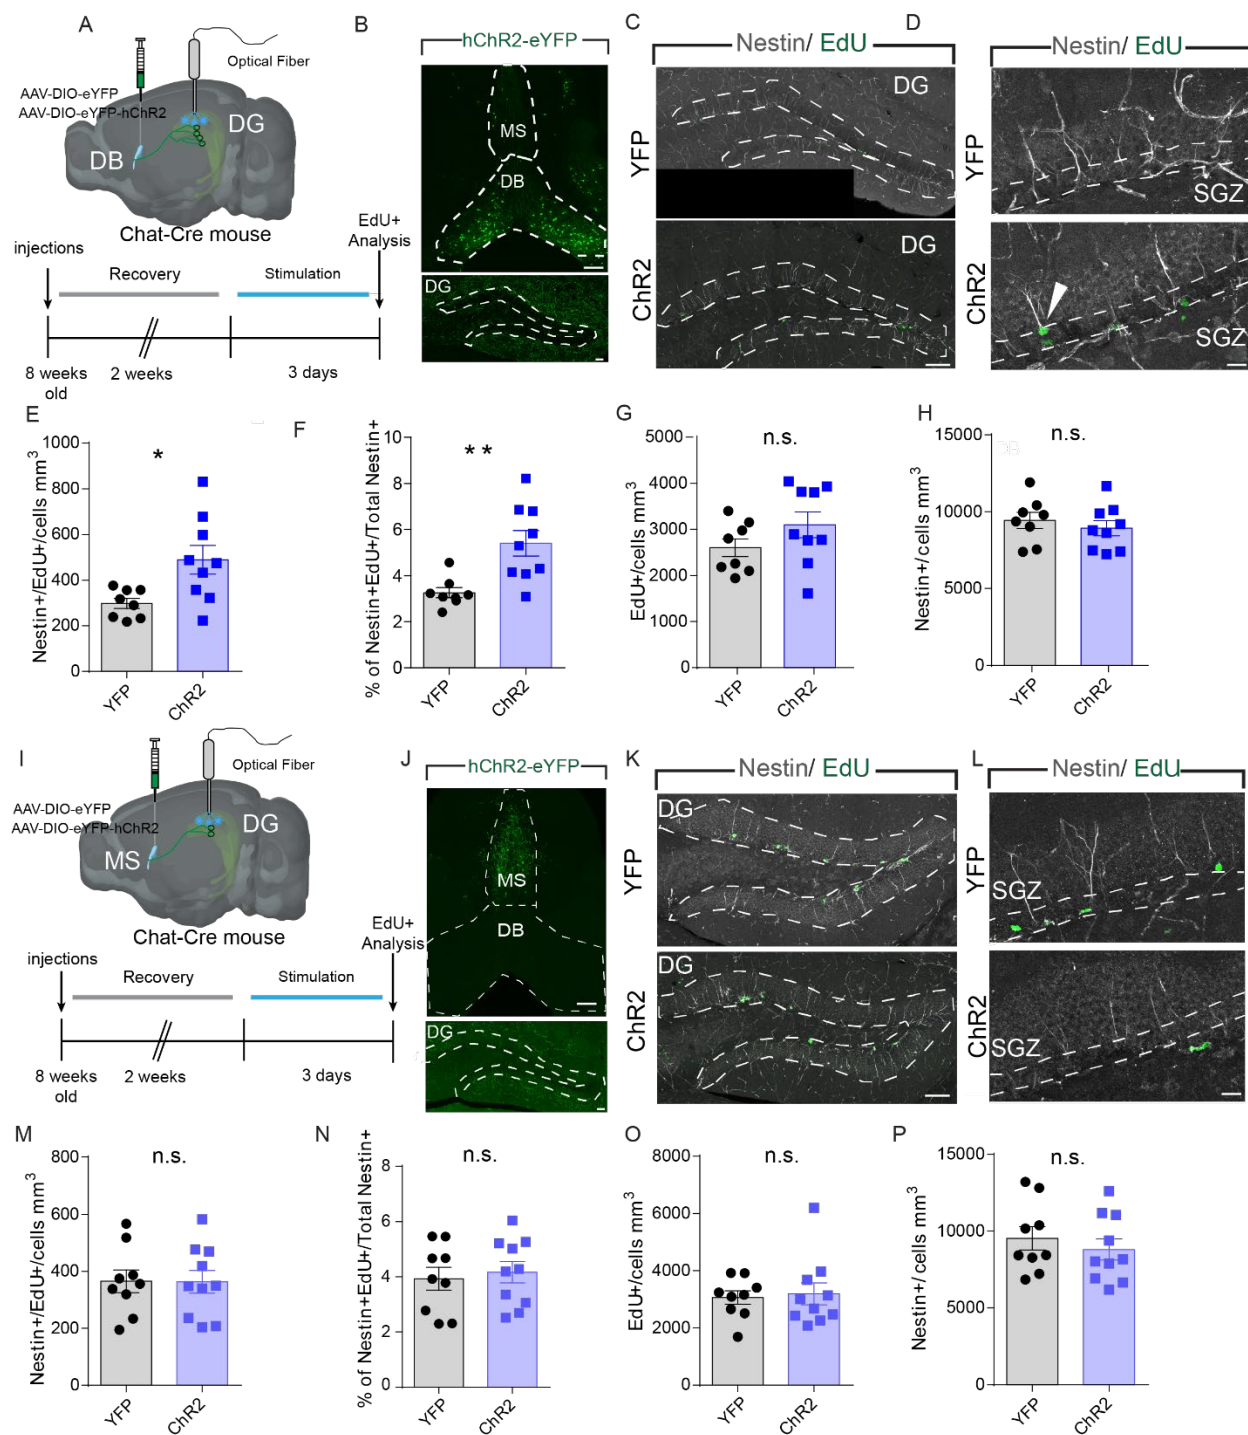 A
Optical Fiber
AAV-DIO-eYFP
AAV-DIO-eYFP-hChR2
DG
DB
Chat-Cre mouse
EdU+
Analysis
injections
Recovery
Stimulation
8 weeks
old
2 weeks
3 days
B
hChR2-eYFP
MS
DB
DG
C
Nestin/ EdU
YFP
DG
ChR2
DG
D
Nestin/ EdU
YFP
SGZ
ChR2
SGZ
E
Nestin+/EdU+/cells mm3
1000
800
600
400
200
0
*
YFP
ChR2
F
% of Nestin+EdU+/Total Nestin+
10
8
6
4
2
0
**
YFP
ChR2
G
EdU+/cells mm3
5000
4000
3000
2000
1000
0
n.s.
YFP
ChR2
H
Nestin+/cells mm3
15000
10000
5000
0
n.s.
DB
YFP
ChR2
I
Optical Fiber
AAV-DIO-eYFP
AAV-DIO-eYFP-hChR2
DG
MS
Chat-Cre mouse
EdU+
Analysis
injections
Recovery
Stimulation
8 weeks
old
2 weeks
3 days
J
hChR2-eYFP
MS
DB
DG
K
Nestin/ EdU
YFP
DG
ChR2
DG
L
Nestin/ EdU
YFP
SGZ
ChR2
SGZ
M
Nestin+/EdU+/cells mm3
800
600
400
200
0
n.s.
YFP
ChR2
N
% of Nestin+EdU+/Total Nestin+
8
6
4
2
0
n.s.
YFP
ChR2
O
EdU+/cells mm3
8000
6000
4000
2000
0
n.s.
YFP
ChR2
P
Nestin+/cells mm3
15000
10000
5000
0
n.s.
YFP
ChR2